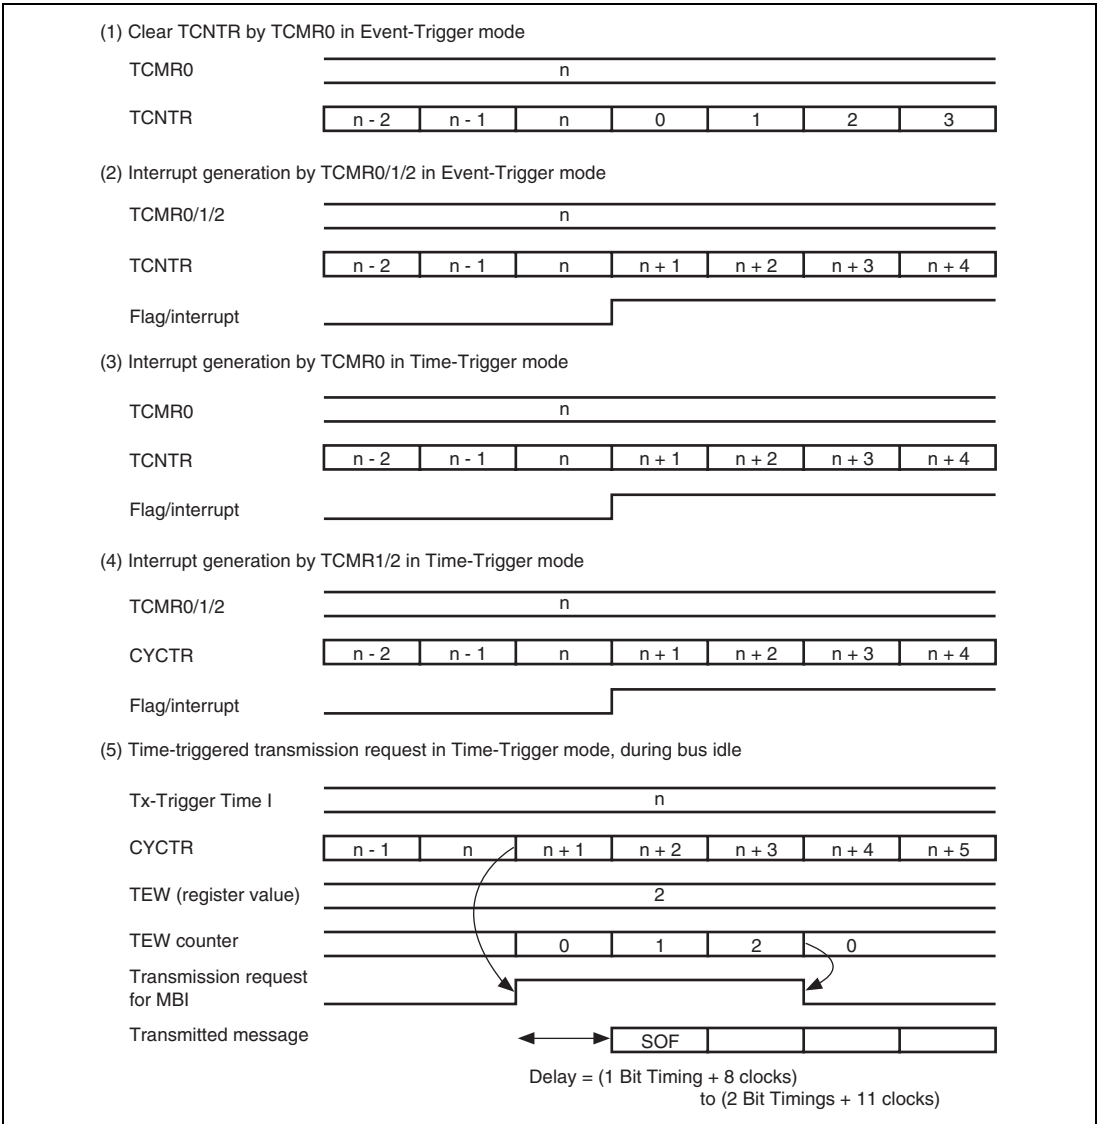 (1) Clear TCNTR by TCMR0 in Event-Trigger mode
TCMR0 n
TCNTR n - 2 n - 1 n 0 1 2 3
(2) Interrupt generation by TCMR0/1/2 in Event-Trigger mode
TCMR0/1/2 n
TCNTR n - 2 n - 1 n n + 1 n + 2 n + 3 n + 4
Flag/interrupt
(3) Interrupt generation by TCMR0 in Time-Trigger mode
TCMR0 n
TCNTR n - 2 n - 1 n n + 1 n + 2 n + 3 n + 4
Flag/interrupt
(4) Interrupt generation by TCMR1/2 in Time-Trigger mode
TCMR0/1/2 n
CYCTR n - 2 n - 1 n n + 1 n + 2 n + 3 n + 4
Flag/interrupt
(5) Time-triggered transmission request in Time-Trigger mode, during bus idle
Tx-Trigger Time I n
CYCTR n - 1 n n + 1 n + 2 n + 3 n + 4 n + 5
TEW (register value) 2
TEW counter 0 1 2 0
Transmission request
for MBI
Transmitted message SOF
Delay = (1 Bit Timing + 8 clocks)
to (2 Bit Timings + 11 clocks)